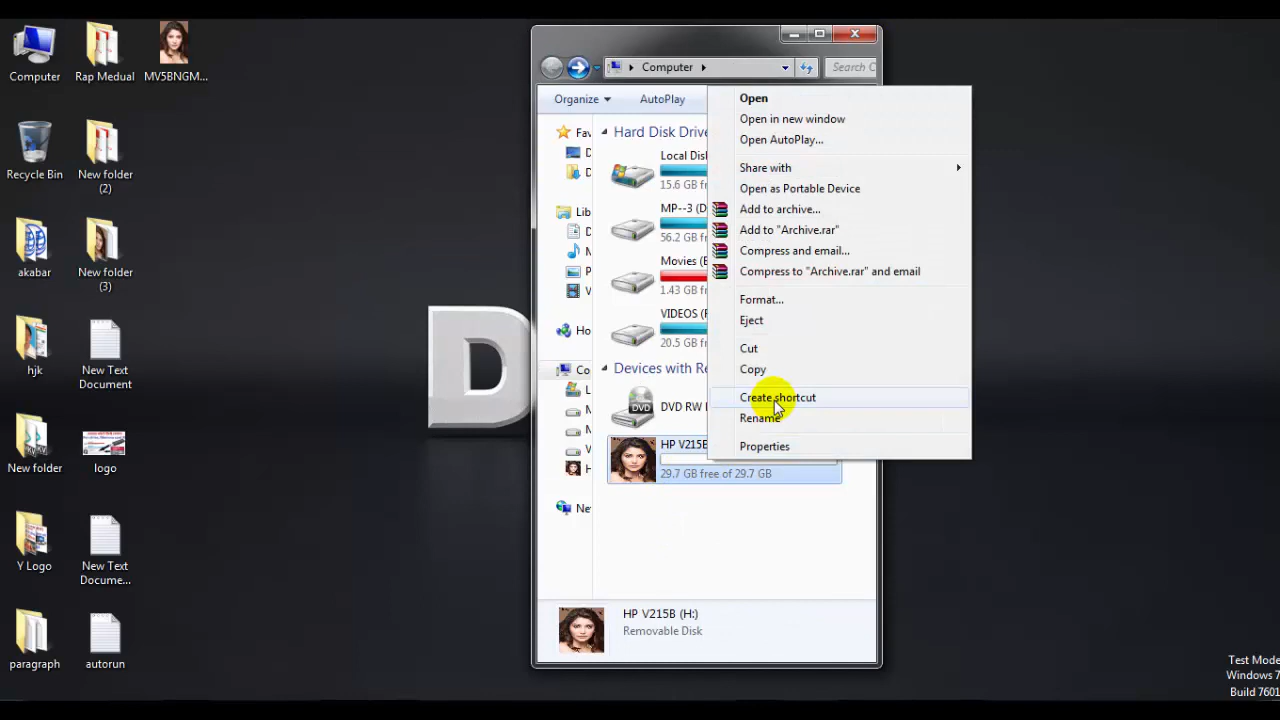 Computer
Rap Medual
MV5BNGM...
Recycle Bin
New folder
(2)
akabar
New folder
(3)
hjk
New Text
Document
New folder
logo
Y Logo
New Text
Docume...
paragraph
autorun
D
Computer
Search C
Organize
AutoPlay
Fav
D
D
Lib
D
M
P
V
Ho
Co
L
M
M
V
H
Ne
Hard Disk Drive
Local Disk
15.6 GB fr
MP--3 (D
56.2 GB fr
Movies (E
1.43 GB fr
VIDEOS (F
20.5 GB fr
Devices with Re
DVD RW
HP V215B
29.7 GB free of 29.7 GB
Open
Open in new window
Open AutoPlay...
Share with
Open as Portable Device
Add to archive...
Add to "Archive.rar"
Compress and email...
Compress to "Archive.rar" and email
Format...
Eject
Cut
Copy
Create shortcut
Rename
Properties
HP V215B (H:)
Removable Disk
Test Mode
Windows 7
Build 7601